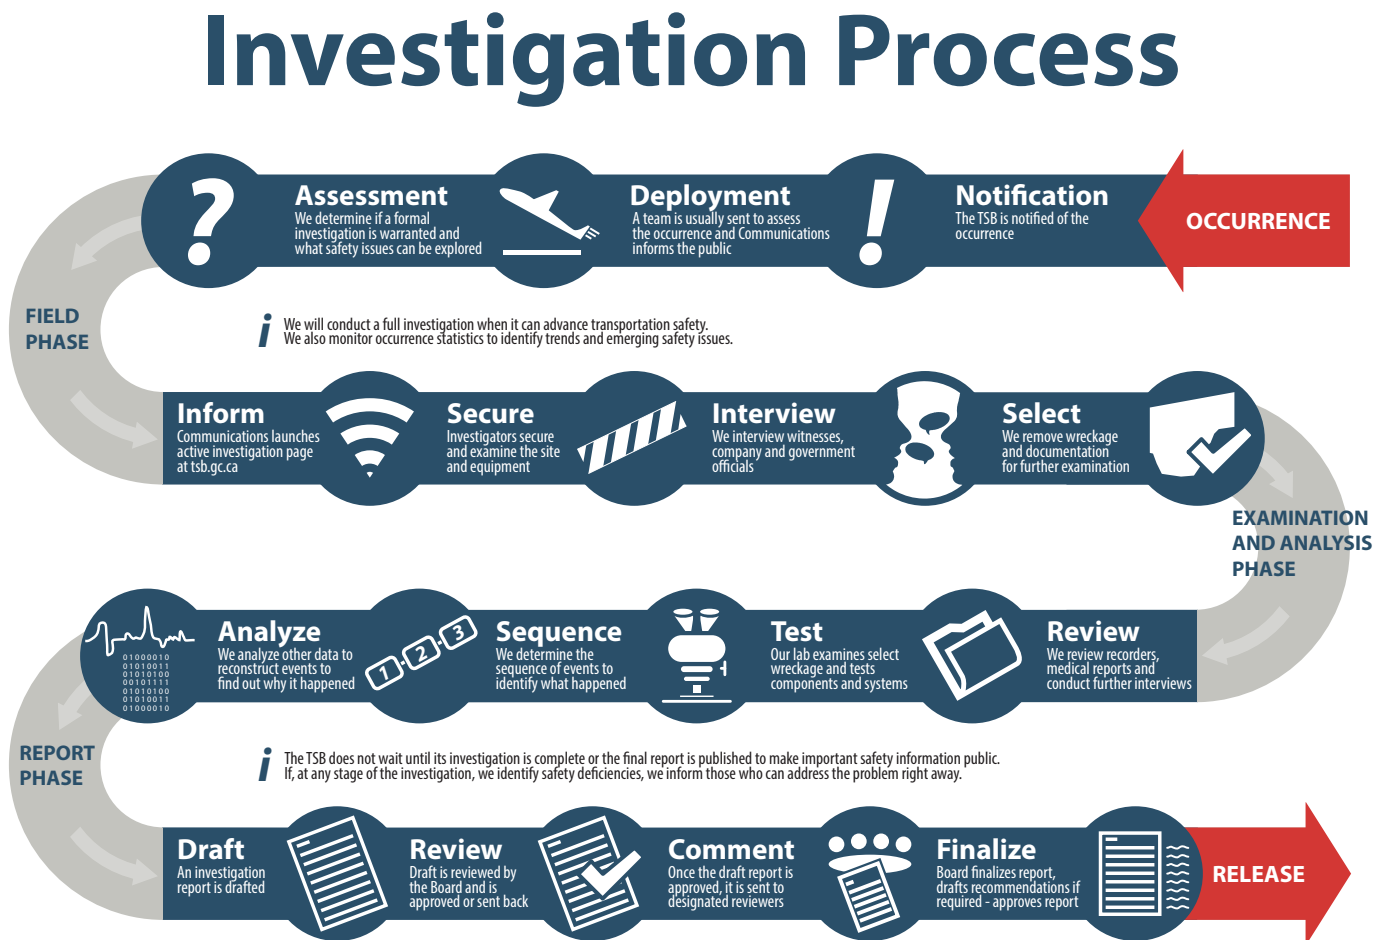 Investigation Process
OCCURRENCE
Notification
The TSB is notified of the
occurrence
Deployment
A team is usually sent to assess
the occurrence and Communications
informs the public
Assessment
We determine if a formal
investigation is warranted and
what safety issues can be explored
FIELD
PHASE
i
We will conduct a full investigation when it can advance transportation safety.
We also monitor occurrence statistics to identify trends and emerging safety issues.
Inform
Communications launches
active investigation page
at tsb.gc.ca
Secure
Investigators secure
and examine the site
and equipment
Interview
We interview witnesses,
company and government
officials
Select
We remove wreckage
and documentation
for further examination
EXAMINATION
AND ANALYSIS
PHASE
Review
We review recorders,
medical reports and
conduct further interviews
Test
Our lab examines select
wreckage and tests
components and systems
Sequence
We determine the
sequence of events to
identify what happened
1 2 3
Analyze
We analyze other data to
reconstruct events to
find out why it happened
01000010
01010011
01010100
00101111
01010100
01010011
01000010
REPORT
PHASE
i
The TSB does not wait until its investigation is complete or the final report is published to make important safety information public.
If, at any stage of the investigation, we identify safety deficiencies, we inform those who can address the problem right away.
Draft
An investigation
report is drafted
Review
Draft is reviewed by
the Board and is
approved or sent back
Comment
Once the draft report is
approved, it is sent to
designated reviewers
Finalize
Board finalizes report,
drafts recommendations if
required - approves report
RELEASE